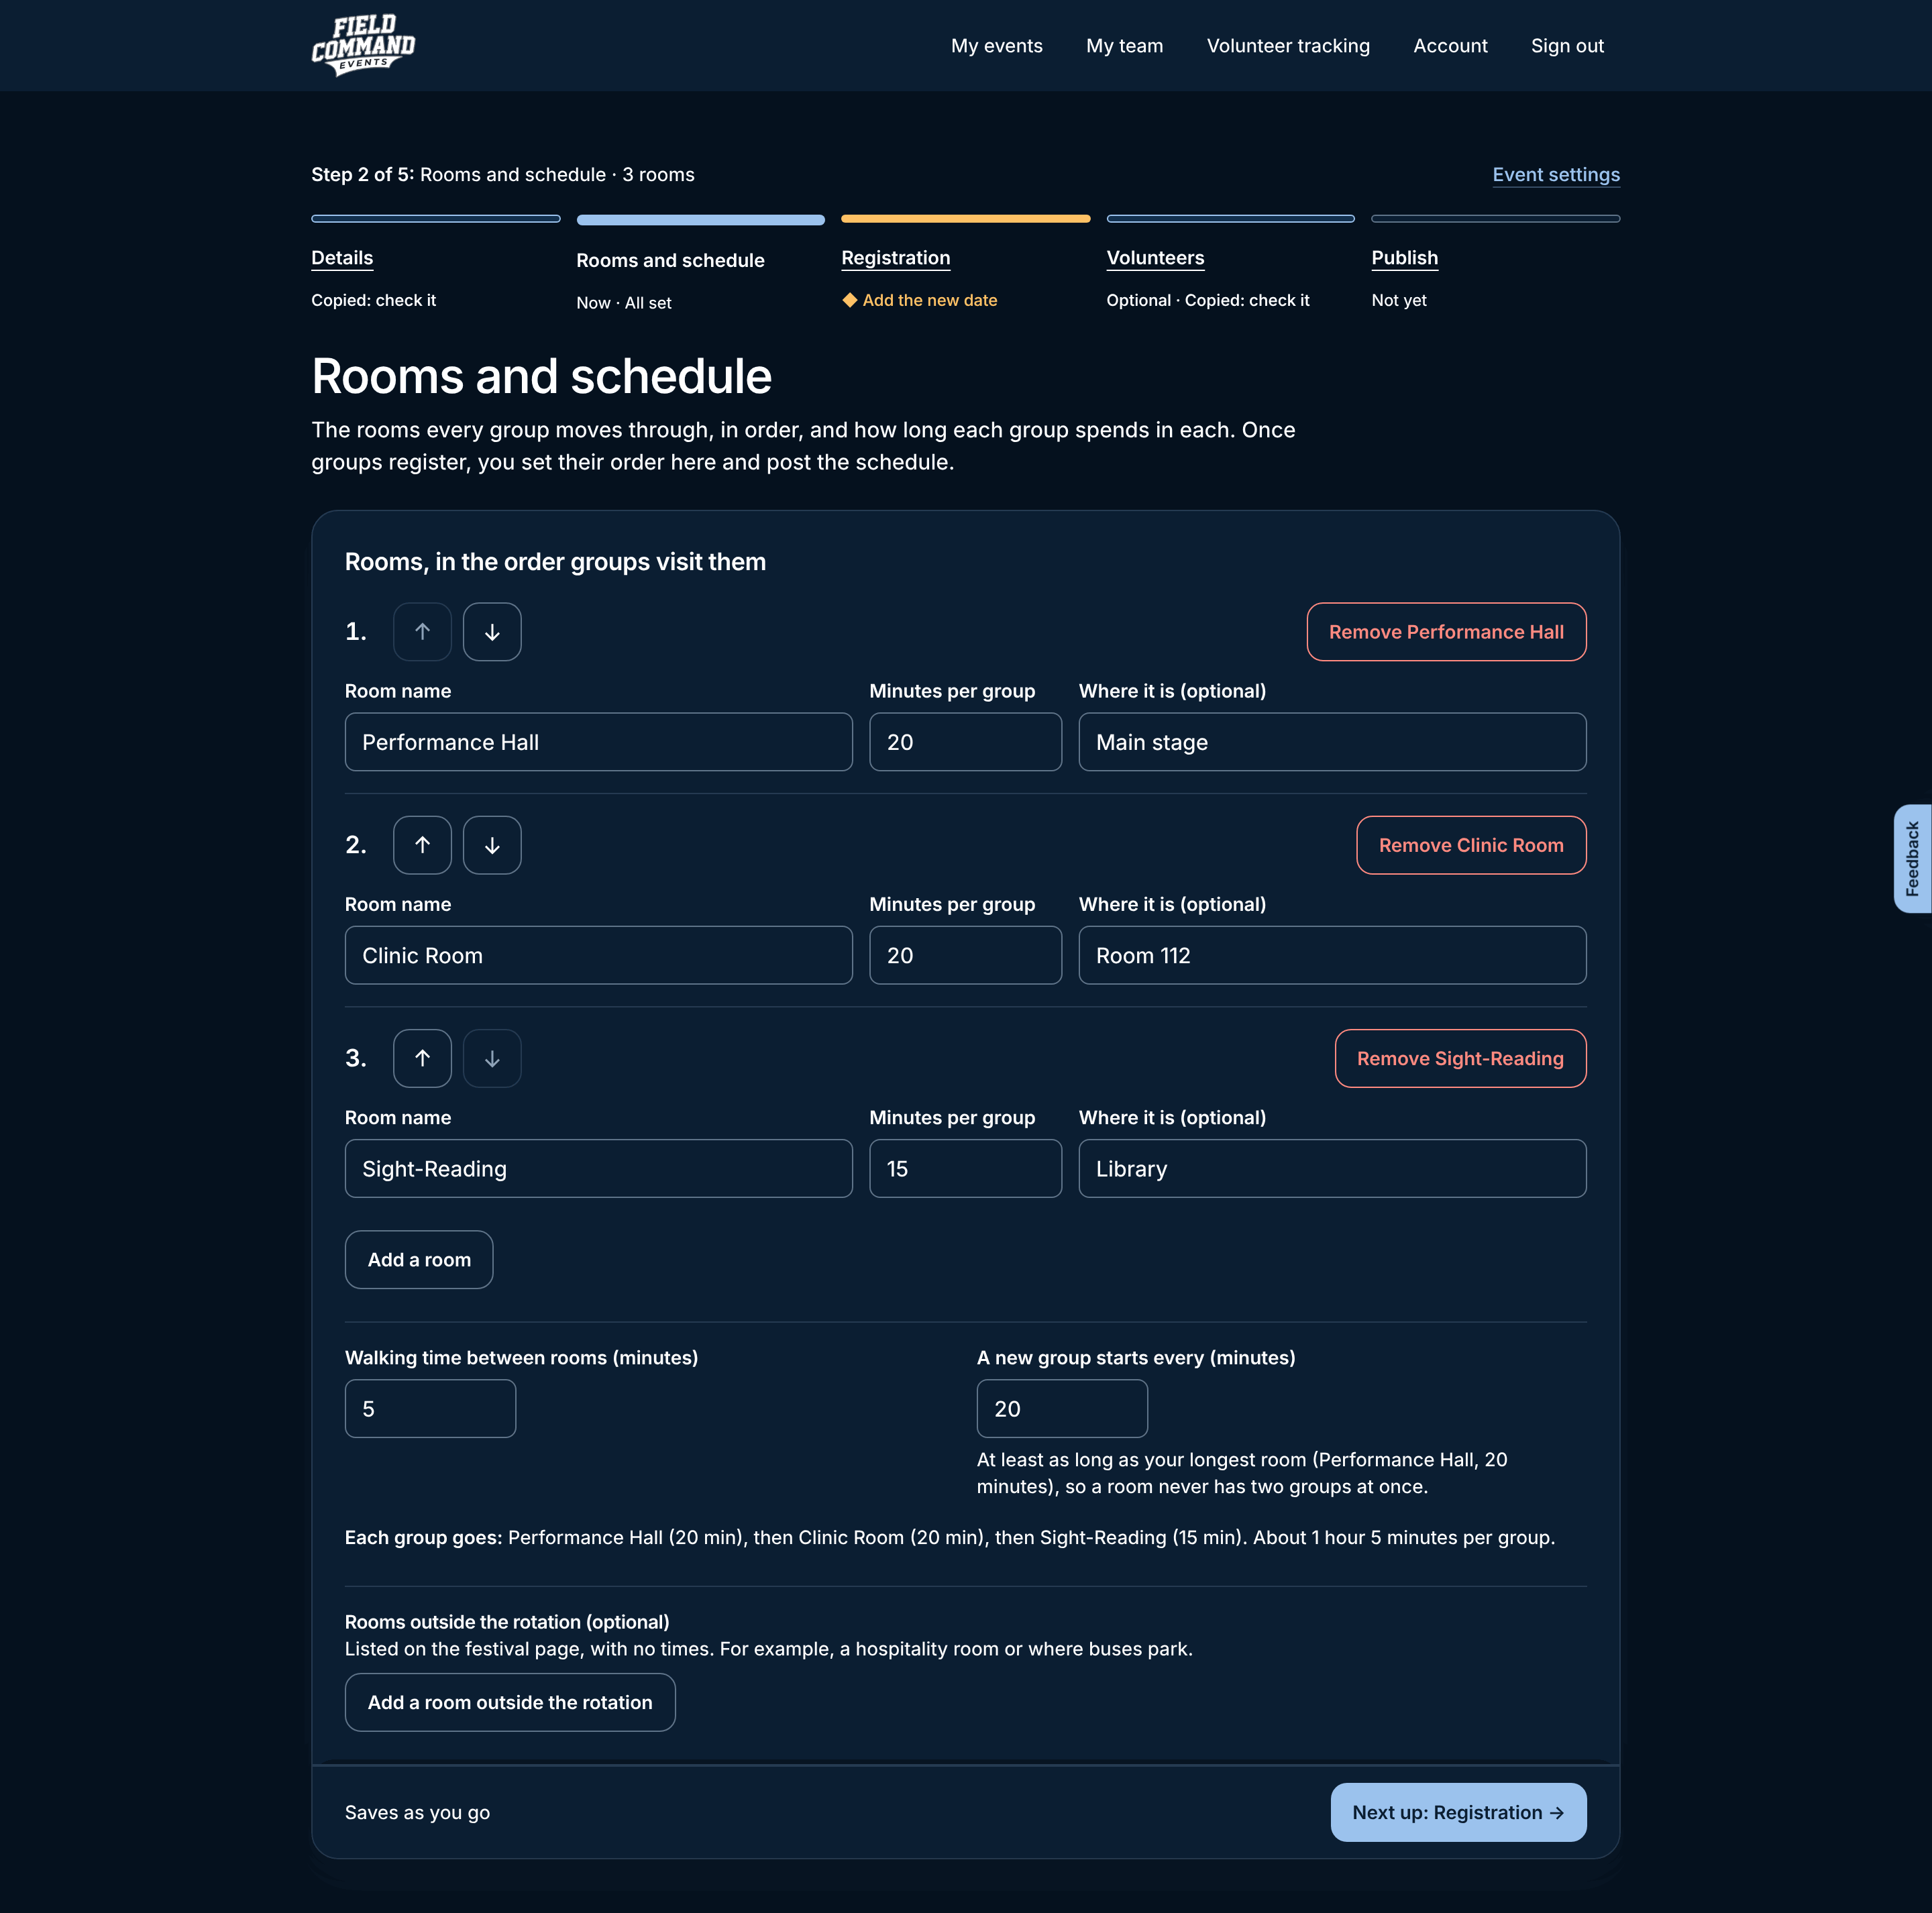 FIELD
COMMAND
EVENTS
My events
My team
Volunteer tracking
Account
Sign out
Step 2 of 5: Rooms and schedule · 3 rooms
Event settings
Details
Copied: check it
Rooms and schedule
Now · All set
Registration
◆ Add the new date
Volunteers
Optional · Copied: check it
Publish
Not yet
Rooms and schedule
The rooms every group moves through, in order, and how long each group spends in each. Once
groups register, you set their order here and post the schedule.
Rooms, in the order groups visit them
1. ↑ ↓
Remove Performance Hall
Room name
Performance Hall
Minutes per group
20
Where it is (optional)
Main stage
2. ↑ ↓
Remove Clinic Room
Room name
Clinic Room
Minutes per group
20
Where it is (optional)
Room 112
3. ↑ ↓
Remove Sight-Reading
Room name
Sight-Reading
Minutes per group
15
Where it is (optional)
Library
Add a room
Walking time between rooms (minutes)
5
A new group starts every (minutes)
20
At least as long as your longest room (Performance Hall, 20
minutes), so a room never has two groups at once.
Each group goes: Performance Hall (20 min), then Clinic Room (20 min), then Sight-Reading (15 min). About 1 hour 5 minutes per group.
Rooms outside the rotation (optional)
Listed on the festival page, with no times. For example, a hospitality room or where buses park.
Add a room outside the rotation
Saves as you go
Next up: Registration →
Feedback